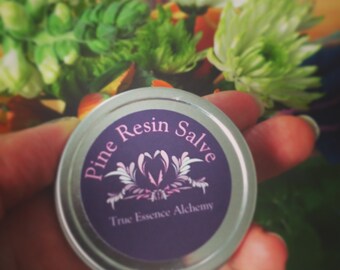 Pine Resin Salve
True Essence Alchemy